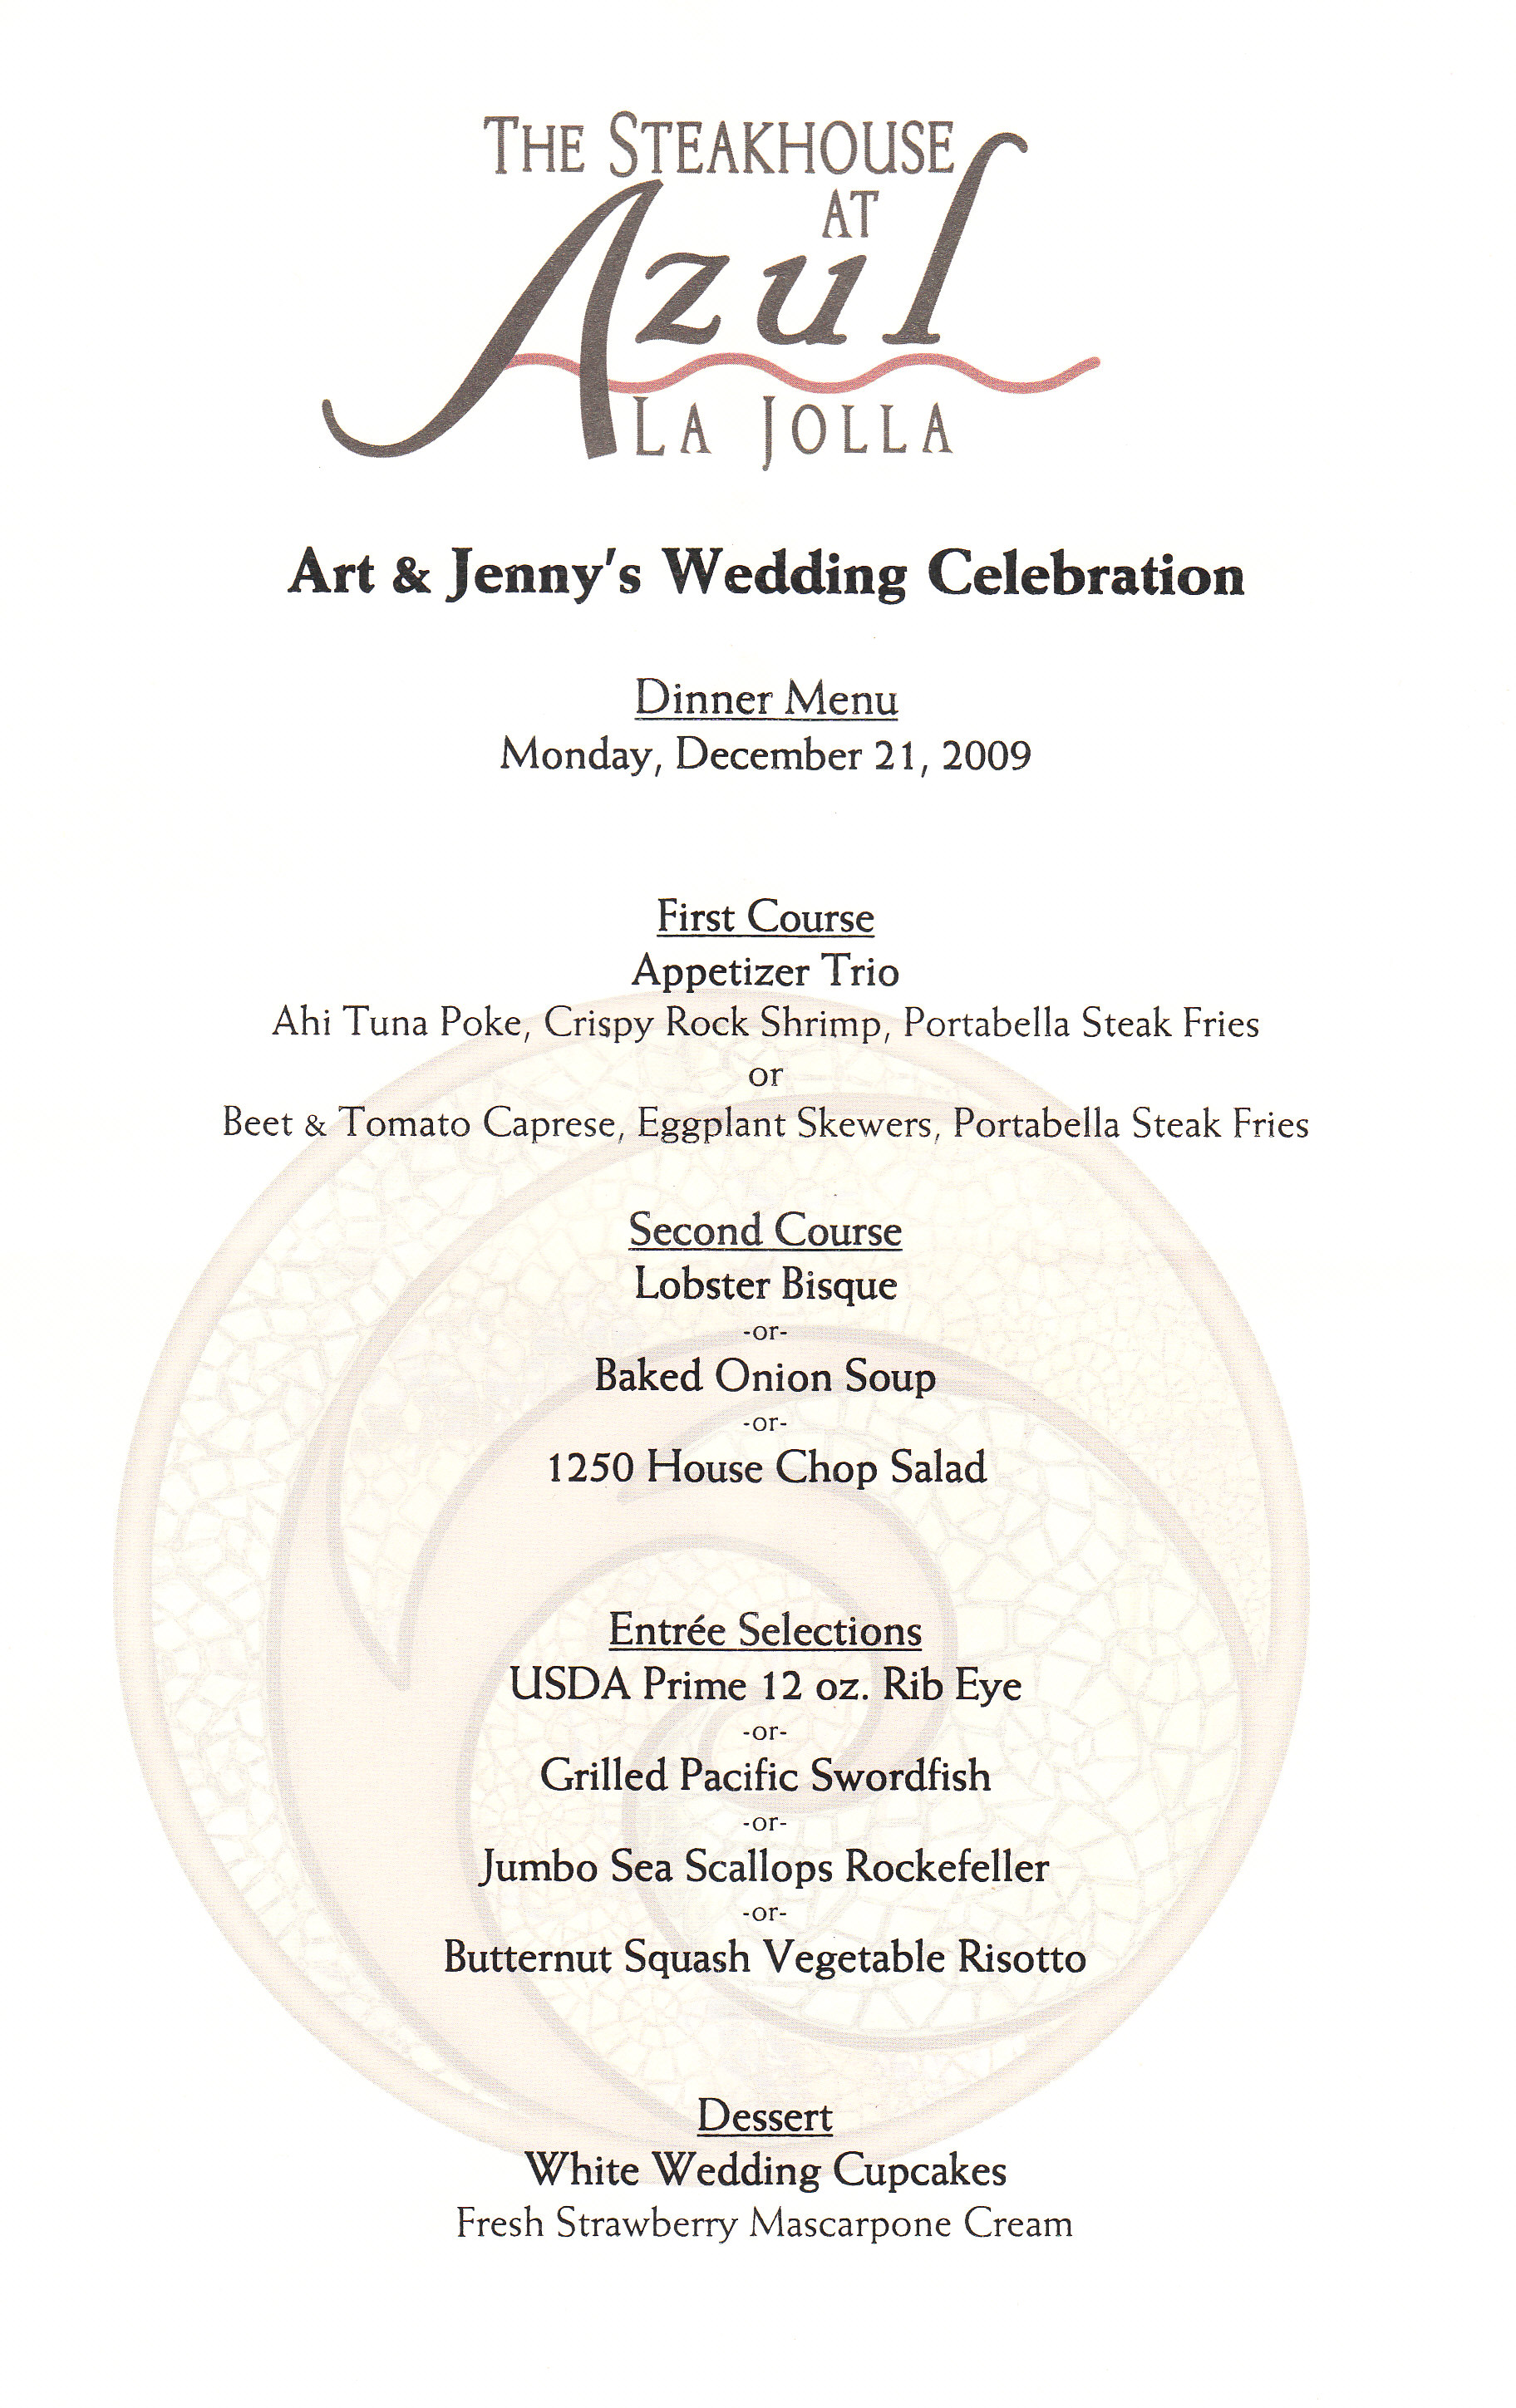 The Steakhouse
at
Azul
La Jolla
Art & Jenny's Wedding Celebration
Dinner Menu
Monday, December 21, 2009
First Course
Appetizer Trio
Ahi Tuna Poke, Crispy Rock Shrimp, Portabella Steak Fries
or
Beet & Tomato Caprese, Eggplant Skewers, Portabella Steak Fries
Second Course
Lobster Bisque
-or-
Baked Onion Soup
-or-
1250 House Chop Salad
Entrée Selections
USDA Prime 12 oz. Rib Eye
-or-
Grilled Pacific Swordfish
-or-
Jumbo Sea Scallops Rockefeller
-or-
Butternut Squash Vegetable Risotto
Dessert
White Wedding Cupcakes
Fresh Strawberry Mascarpone Cream